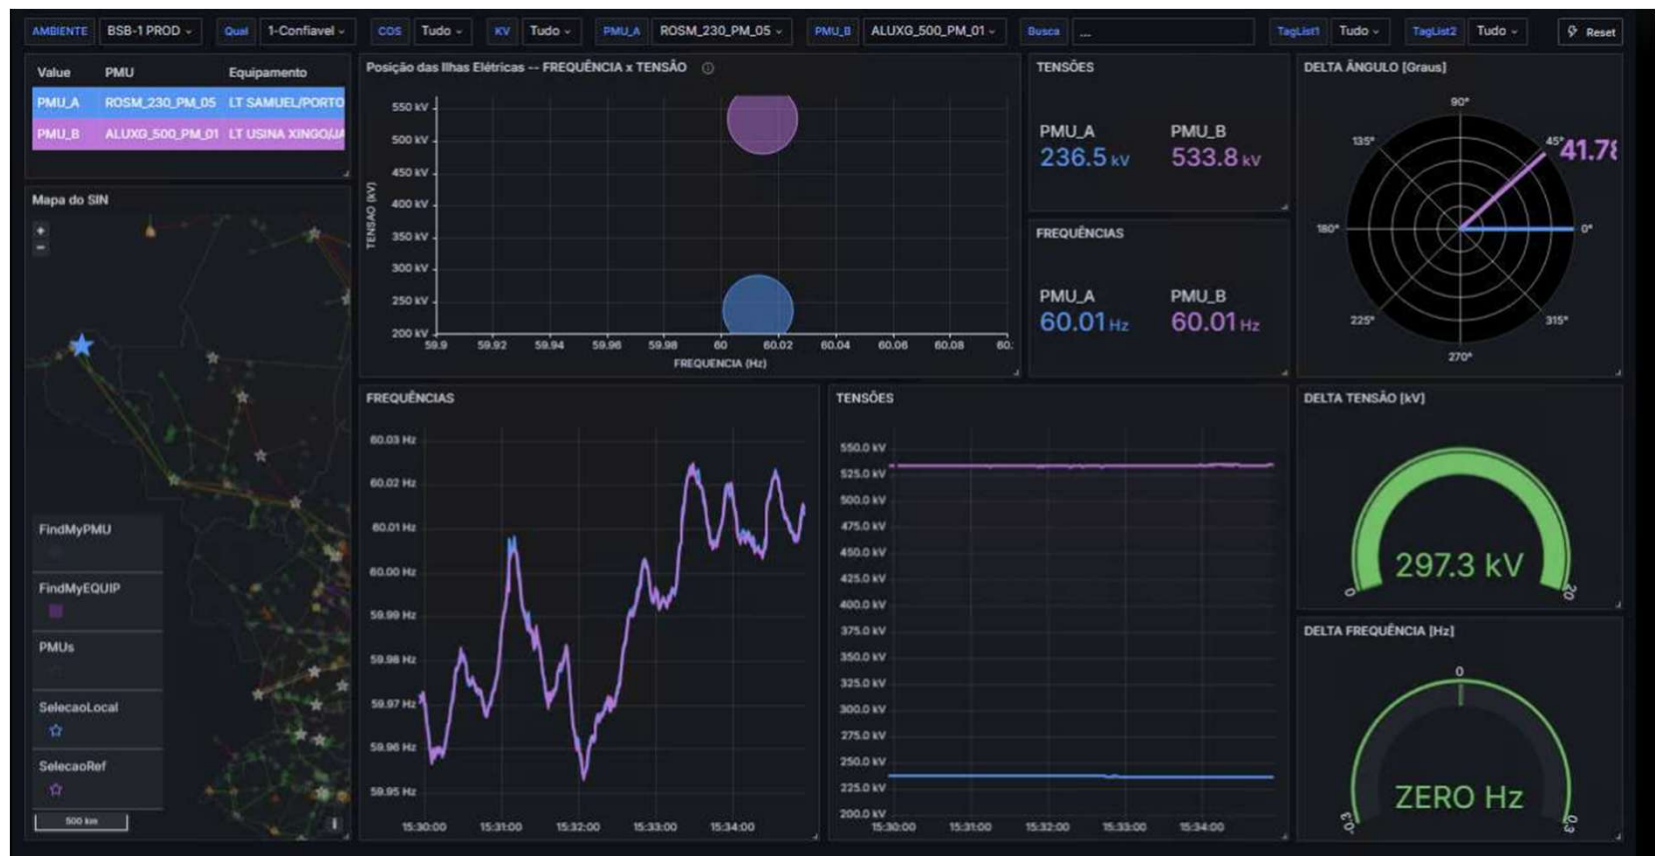 AMBIENTE BSB-1 PROD Qual 1-Confiavel COS Tudo KV Tudo PMU_A ROSM_230_PM_05 PMU_B ALUXG_500_PM_01 Busca ... TagList1 Tudo TagList2 Tudo Reset
Value PMU Equipamento
PMU_A ROSM_230_PM_05 LT SAMUEL/PORTO
PMU_B ALUXG_500_PM_01 LT USINA XINGO/JA
Mapa do SIN
+
-
FindMyPMU
FindMyEQUIP
PMUs
SelecaoLocal
SelecaoRef
500 km
i
Posição das Ilhas Elétricas -- FREQUÊNCIA x TENSÃO
TENSAO (kV)
550 kV
500 kV
450 kV
400 kV
350 kV
300 kV
250 kV
200 kV
59.9 59.92 59.94 59.96 59.98 60 60.02 60.04 60.06 60.08 60.
FREQUENCIA (Hz)
TENSÕES
PMU_A PMU_B
236.5 kV 533.8 kV
FREQUÊNCIAS
PMU_A PMU_B
60.01 Hz 60.01 Hz
DELTA ÂNGULO [Graus]
90°
135° 45° 41.78
180° 0°
225° 315°
270°
FREQUÊNCIAS
60.03 Hz
60.02 Hz
60.01 Hz
60.00 Hz
59.99 Hz
59.98 Hz
59.97 Hz
59.96 Hz
59.95 Hz
15:30:00 15:31:00 15:32:00 15:33:00 15:34:00
TENSÕES
550.0 kV
525.0 kV
500.0 kV
475.0 kV
450.0 kV
425.0 kV
400.0 kV
375.0 kV
350.0 kV
325.0 kV
300.0 kV
275.0 kV
250.0 kV
225.0 kV
200.0 kV
15:30:00 15:31:00 15:32:00 15:33:00 15:34:00
DELTA TENSÃO [kV]
297.3 kV
0 20
DELTA FREQUÊNCIA [Hz]
0
ZERO Hz
-0.3 0.3